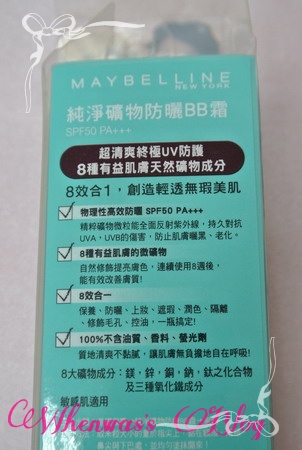 MAYBELLINE
NEW YORK
純淨礦物防曬BB霜
SPF50 PA+++
超清爽終極UV防護
8種有益肌膚天然礦物成分
8效合1，創造輕透無瑕美肌
物理性高效防曬 SPF50 PA+++
精粹礦物微粒能全面反射紫外線，持久對抗
UVA，UVB的傷害，防止肌膚曬黑、老化。
8種有益肌膚的微礦物
自然修飾提亮膚色，連續使用8週後，
能有效改善膚質!
8效合一
保養、防曬、上妝、遮瑕、潤色、隔離
、修飾毛孔、控油，一瓶搞定!
100%不含油質、香料、螢光劑
質地清爽不黏膩，讓肌膚無負擔地自在呼吸!
8大礦物成分：鎂，鋅，銅，鈉，鈦之化合物
及三種氧化鐵成分
敏感肌適用
Whenwas's Blog